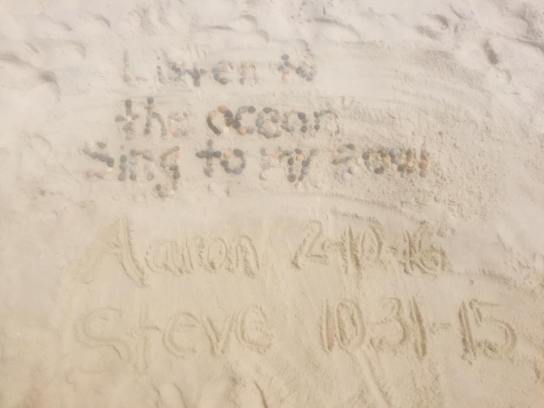 Listen to
the ocean
Sing to my soul
Aaron 2-10-16
Steve 10-31-15